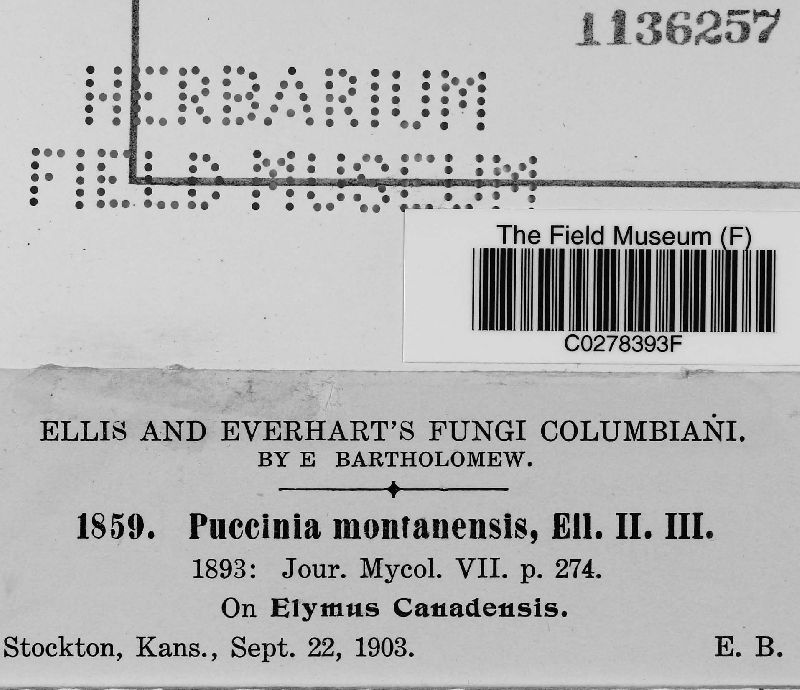 1136257
HERBARIUM
FIELD MUSEUM
The Field Museum (F)
C0278393F
ELLIS AND EVERHART'S FUNGI COLUMBIANI.
BY E BARTHOLOMEW.
1859. Puccinia montanensis, Ell. II. III.
1893: Jour. Mycol. VII. p. 274.
On Elymus Canadensis.
Stockton, Kans., Sept. 22, 1903. E. B.